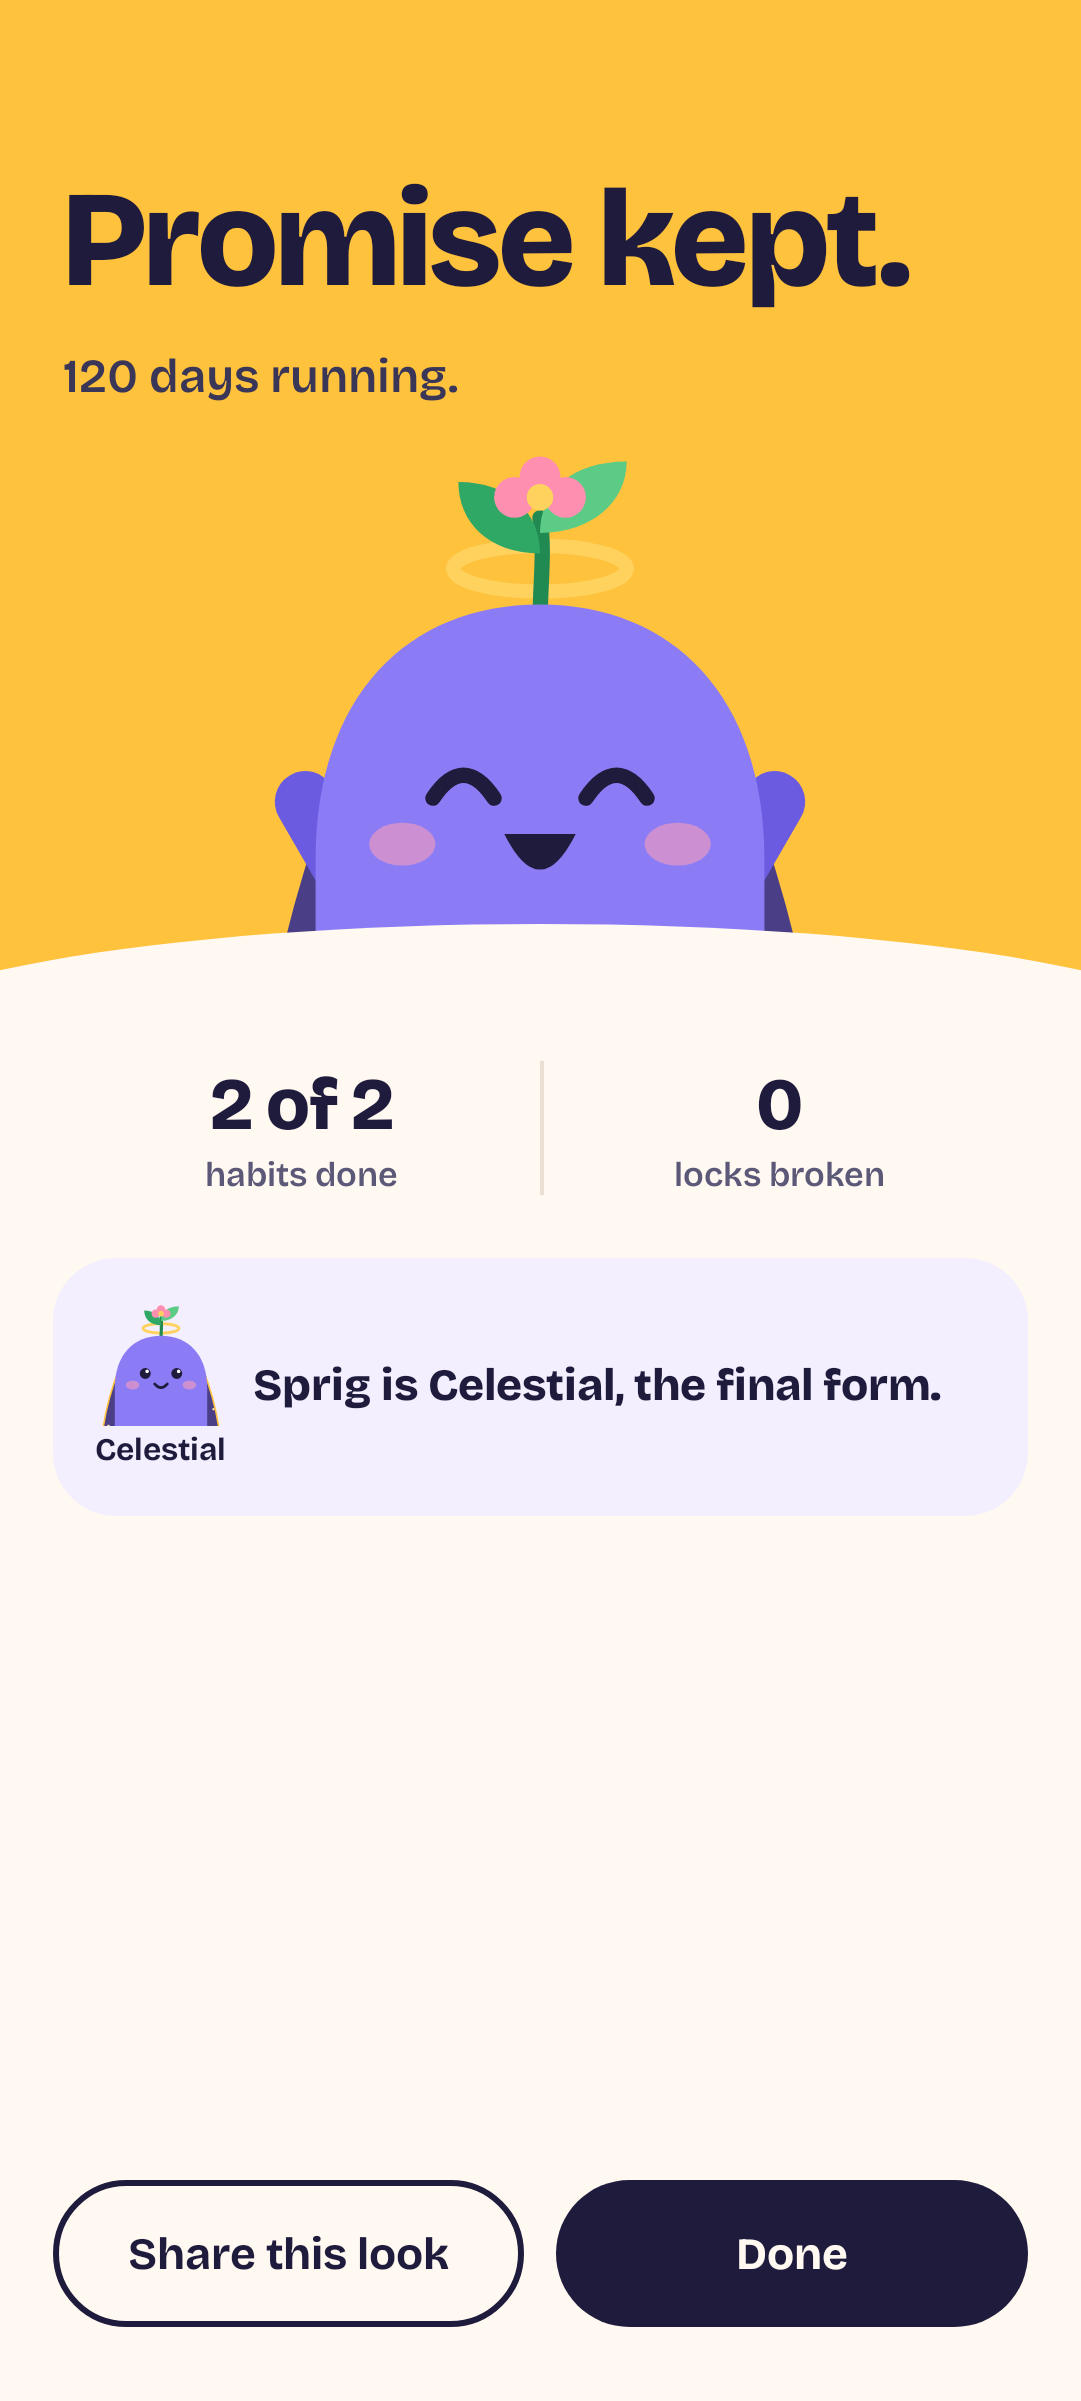 Promise kept.
120 days running.
2 of 2
habits done
0
locks broken
Sprig is Celestial, the final form.
Celestial
Share this look
Done